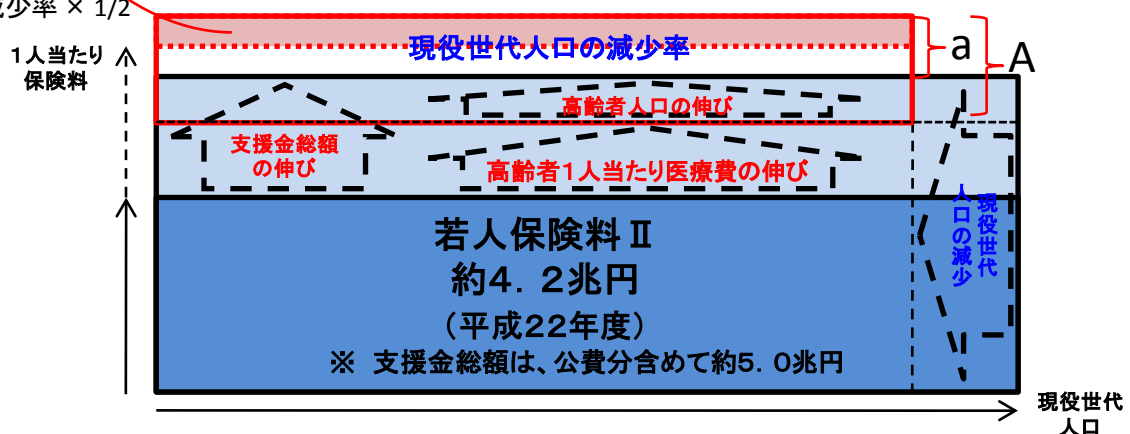 少率 × 1/2
現役世代人口の減少率
a
A
1人当たり
保険料
高齢者人口の伸び
支援金総額
の伸び
高齢者1人当たり医療費の伸び
現役世代
人口の減少
若人保険料Ⅱ
約4.2兆円
(平成22年度)
※ 支援金総額は、公費分含めて約5.0兆円
現役世代
人口